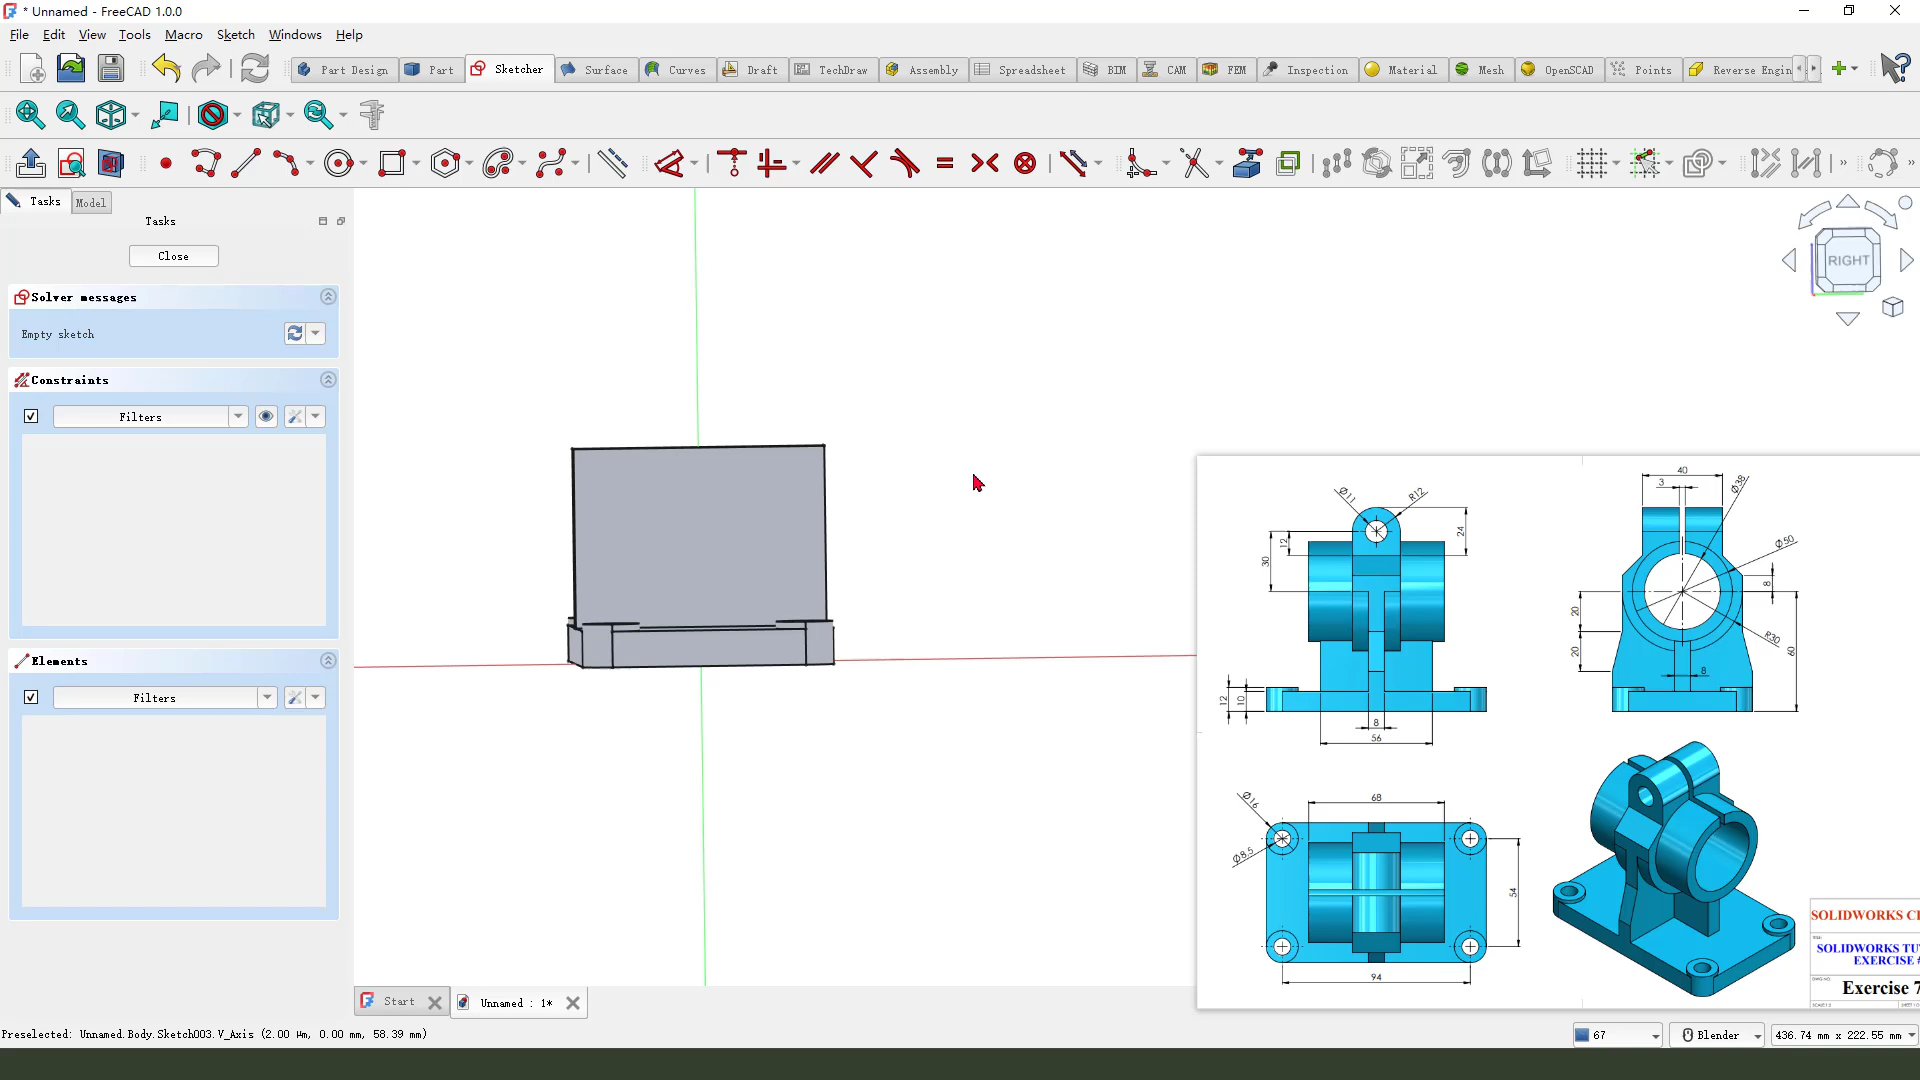 * Unnamed - FreeCAD 1.0.0
File Edit View Tools Macro Sketch Windows Help
Part Design Part Sketcher Surface Curves Draft TechDraw Assembly Spreadsheet BIM CAM FEM Inspection Material Mesh OpenSCAD Points Reverse Engin
Tasks Model
Tasks
Close
Solver messages
Empty sketch
Constraints
Filters
Elements
Filters
RIGHT
Ø11 R12
24
12
30
12
10
8
56
40
3
Ø38
Ø50
8
20
20
R30
60
8
Ø16
68
Ø8.5
54
94
SOLIDWORKS
SOLIDWORKS TU
EXERCISE
Exercise 7
Start Unnamed : 1*
Preselected: Unnamed.Body.Sketch003.V_Axis (2.00 µm, 0.00 mm, 58.39 mm)
67 Blender 436.74 mm x 222.55 mm